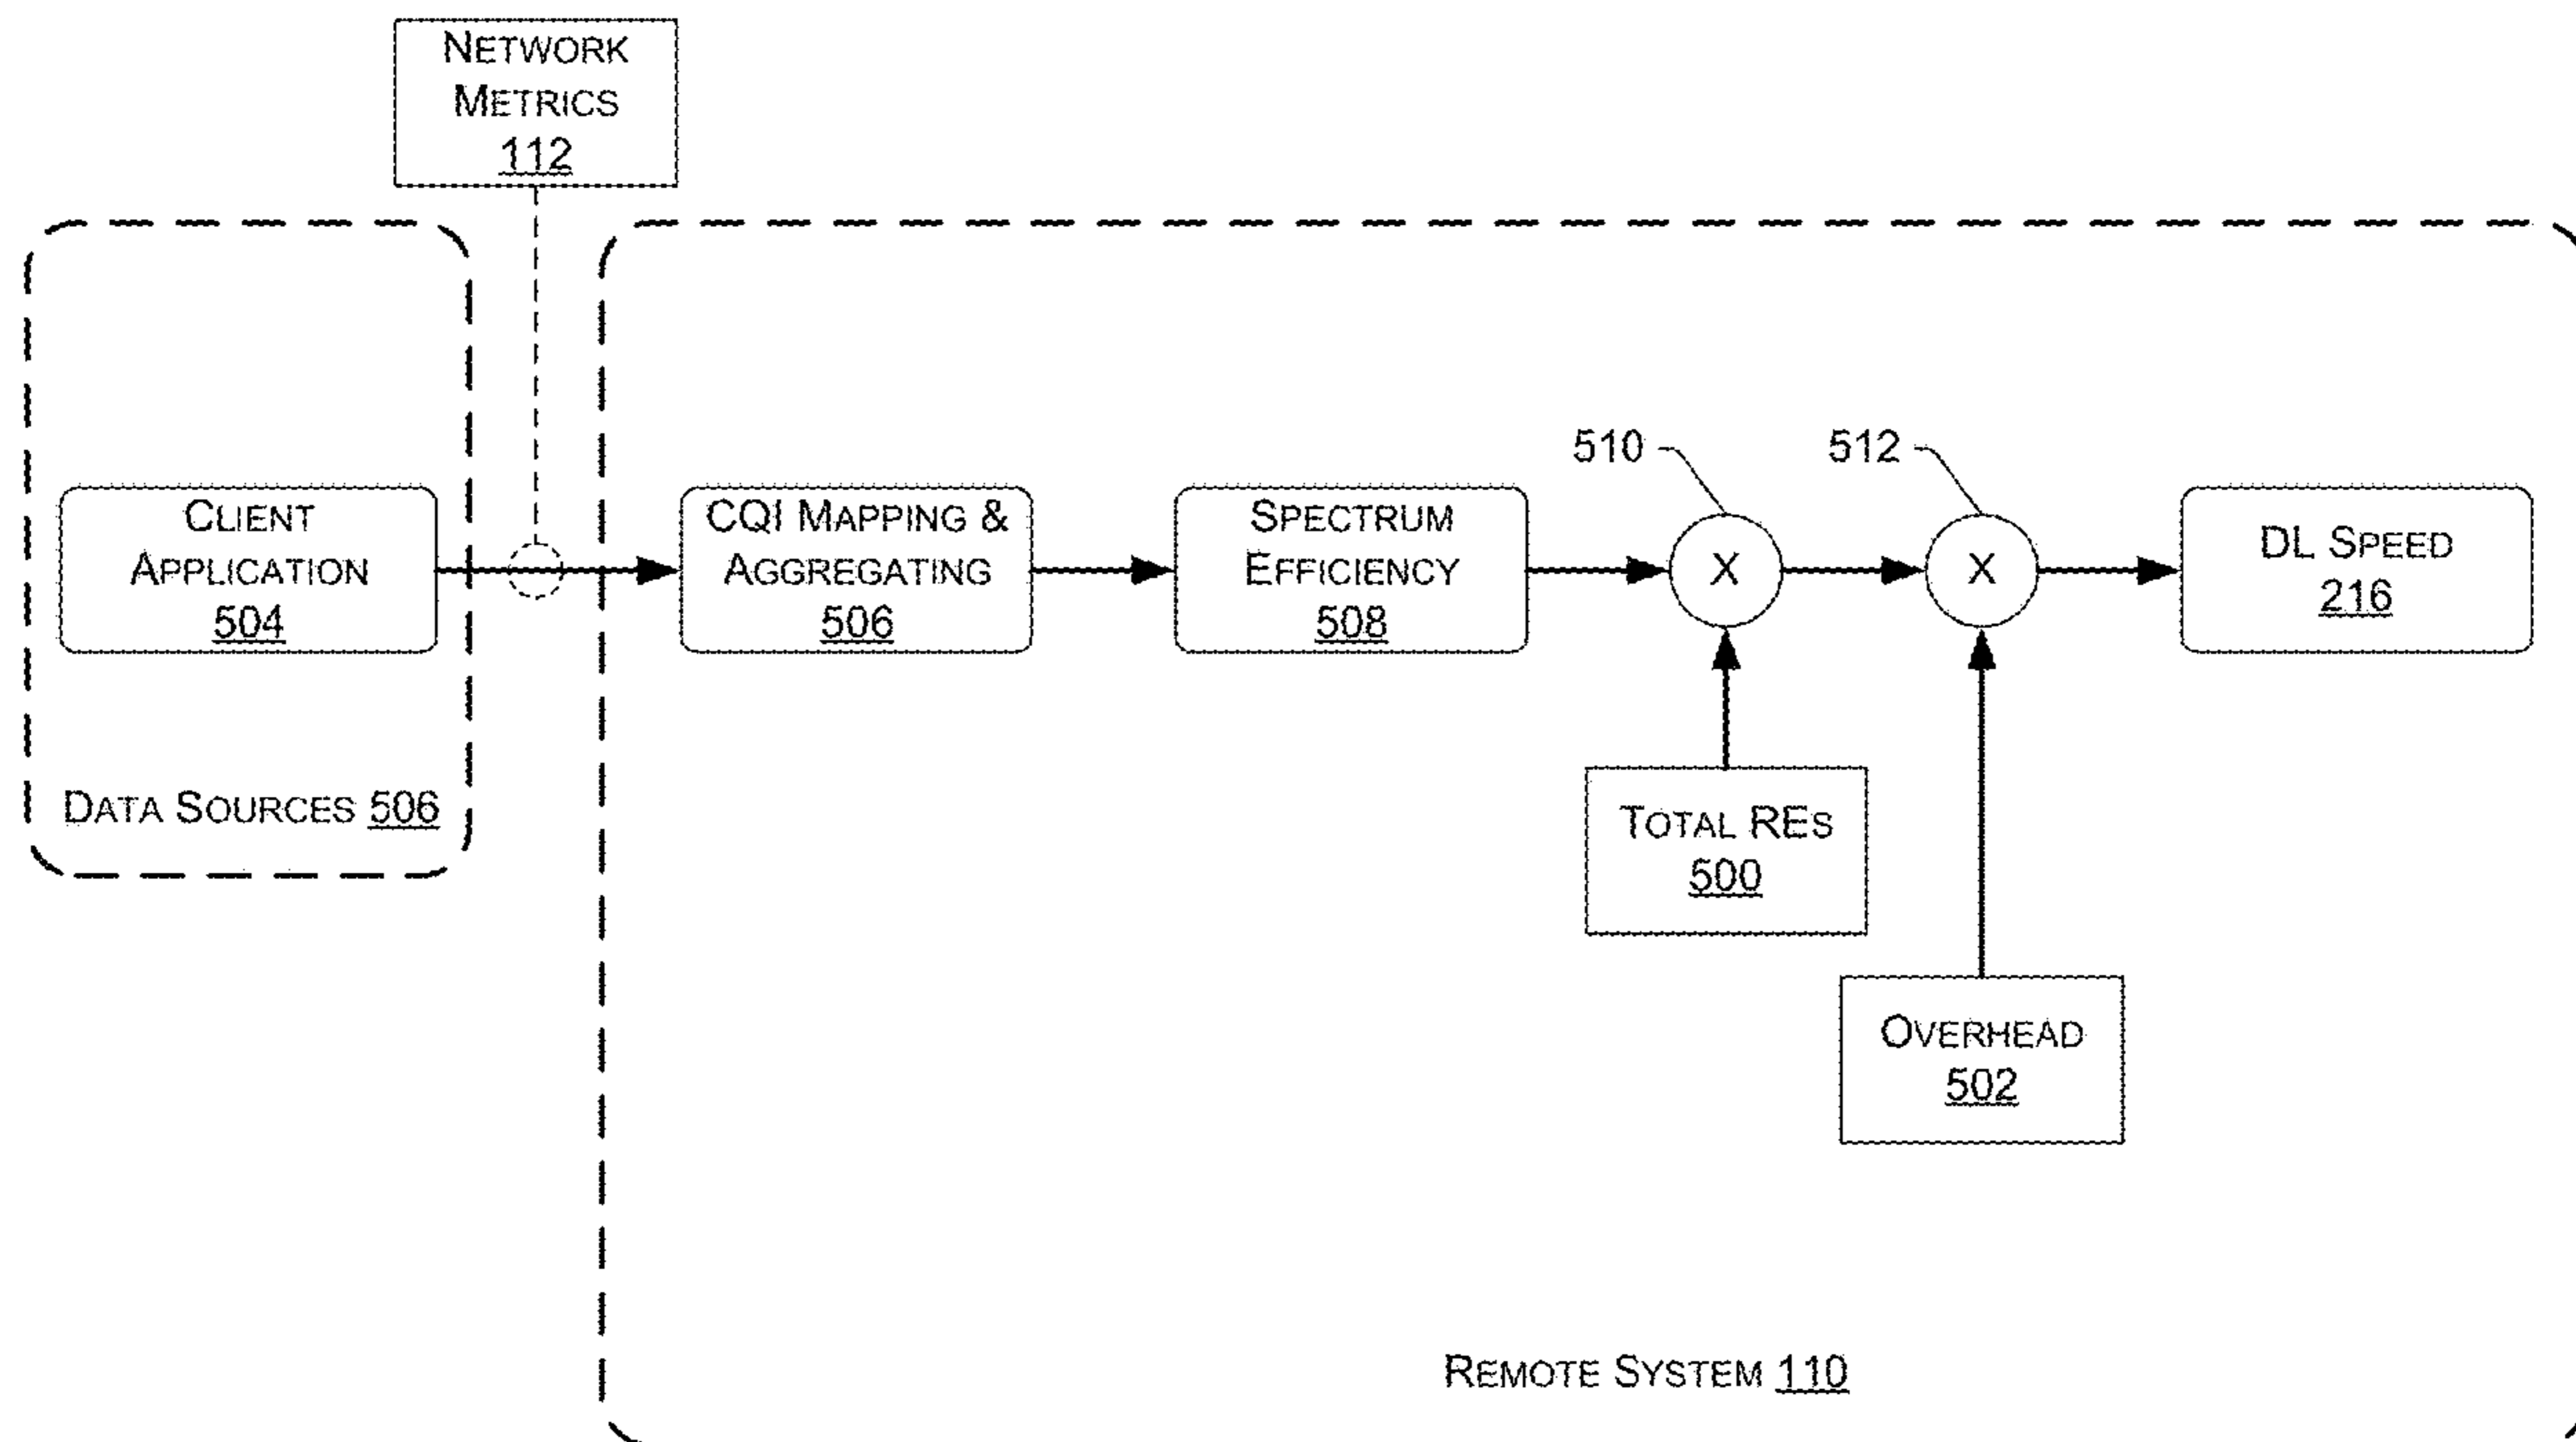 NETWORK
METRICS
112
510
512
CLIENT
APPLICATION
504
CQI MAPPING &
AGGREGATING
506
SPECTRUM
EFFICIENCY
508
X
X
DL SPEED
216
DATA SOURCES 506
TOTAL RES
500
OVERHEAD
502
REMOTE SYSTEM 110